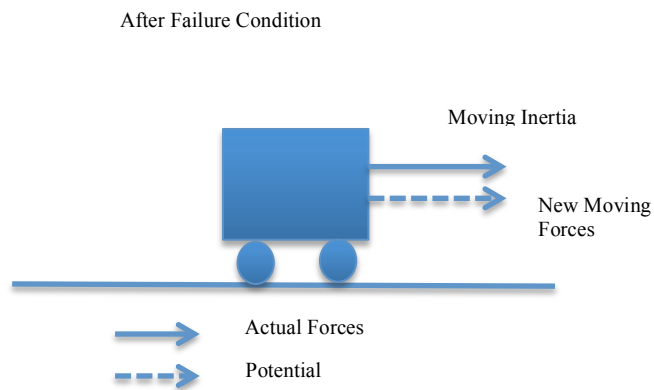 After Failure Condition
Moving Inertia
New Moving
Forces
Actual Forces
Potential